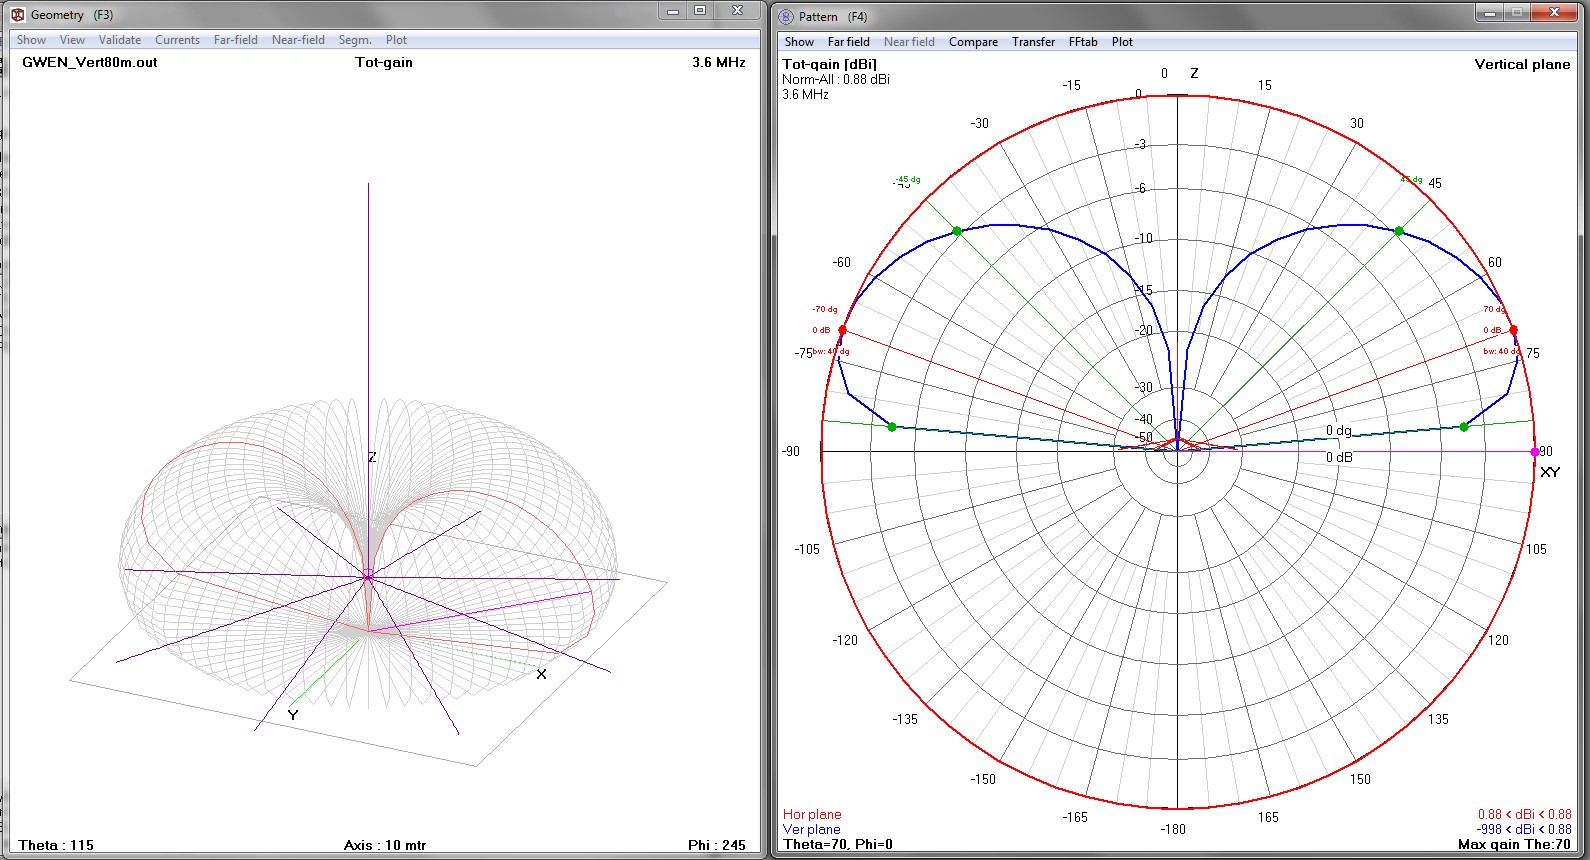 Geometry (F3)
Show View Validate Currents Far-field Near-field Segm. Plot
GWEN_Vert80m.out Tot-gain 3.6 MHz
Z
X
Y
Theta : 115 Axis : 10 mtr Phi : 245
Pattern (F4)
Show Far field Near field Compare Transfer FFtab Plot
Tot-gain [dBi] Vertical plane
Norm-All : 0.88 dBi
3.6 MHz
0 Z
-15 15
0
-30 30
-3
-45 dg 45 dg
-45 45
-6
-10
-60 60
-15
-70 dg 70 dg
0 dB 0 dB
-20
bw: 40 dg bw: 40 dg
-75 75
-30
-40
-50
0 dg
-90 0 dB 90
XY
-105 105
-120 120
-135 135
-150 150
-165 165
-180
Hor plane 0.88 < dBi < 0.88
Ver plane -998 < dBi < 0.88
Theta=70, Phi=0 Max gain The:70